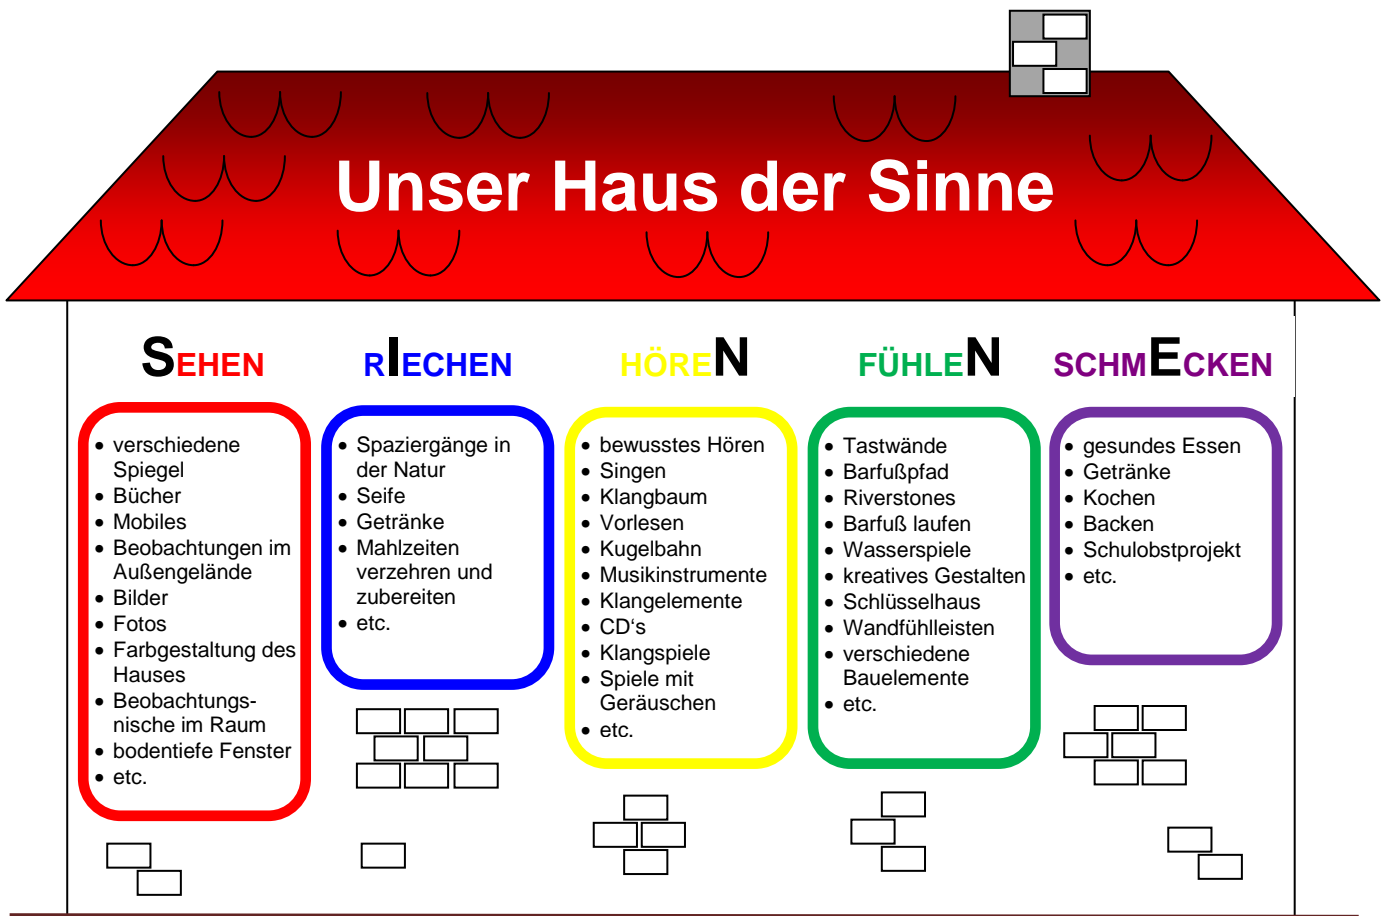 Unser Haus der Sinne
SEHEN
• verschiedene
Spiegel
• Bücher
• Mobiles
• Beobachtungen im
Außengelände
• Bilder
• Fotos
• Farbgestaltung des
Hauses
• Beobachtungs-
nische im Raum
• bodentiefe Fenster
• etc.
RIECHEN
• Spaziergänge in
der Natur
• Seife
• Getränke
• Mahlzeiten
verzehren und
zubereiten
• etc.
HÖREN
• bewusstes Hören
• Singen
• Klangbaum
• Vorlesen
• Kugelbahn
• Musikinstrumente
• Klangelemente
• CD‘s
• Klangspiele
• Spiele mit
Geräuschen
• etc.
FÜHLEN
• Tastwände
• Barfußpfad
• Riverstones
• Barfuß laufen
• Wasserspiele
• kreatives Gestalten
• Schlüsselhaus
• Wandfühlleisten
• verschiedene
Bauelemente
• etc.
SCHMECKEN
• gesundes Essen
• Getränke
• Kochen
• Backen
• Schulobstprojekt
• etc.